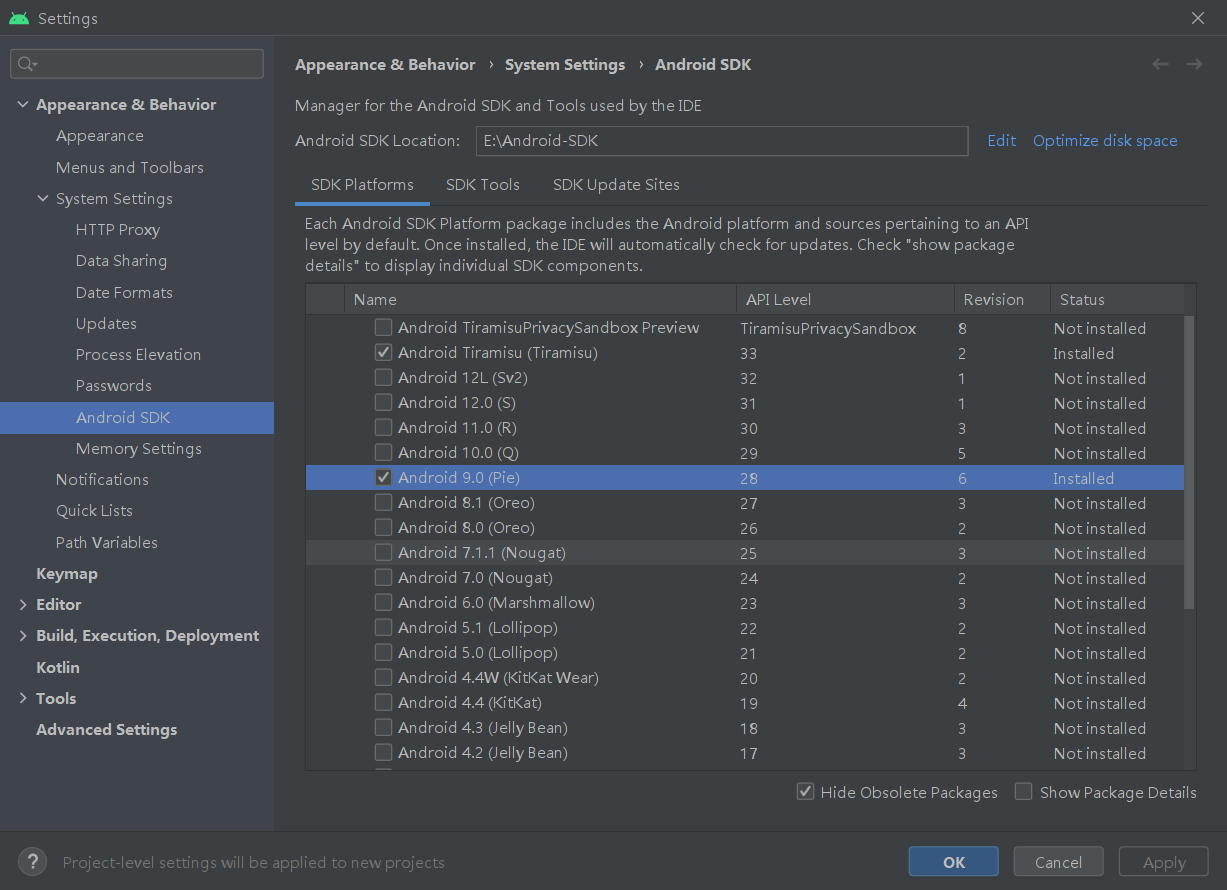 Settings
Appearance & Behavior
Appearance
Menus and Toolbars
System Settings
HTTP Proxy
Data Sharing
Date Formats
Updates
Process Elevation
Passwords
Android SDK
Memory Settings
Notifications
Quick Lists
Path Variables
Keymap
Editor
Build, Execution, Deployment
Kotlin
Tools
Advanced Settings
Appearance & Behavior › System Settings › Android SDK
Manager for the Android SDK and Tools used by the IDE
Android SDK Location: E:\Android-SDK Edit Optimize disk space
SDK Platforms SDK Tools SDK Update Sites
Each Android SDK Platform package includes the Android platform and sources pertaining to an API
level by default. Once installed, the IDE will automatically check for updates. Check "show package
details" to display individual SDK components.
Name API Level Revision Status
Android TiramisuPrivacySandbox Preview TiramisuPrivacySandbox 8 Not installed
Android Tiramisu (Tiramisu) 33 2 Installed
Android 12L (Sv2) 32 1 Not installed
Android 12.0 (S) 31 1 Not installed
Android 11.0 (R) 30 3 Not installed
Android 10.0 (Q) 29 5 Not installed
Android 9.0 (Pie) 28 6 Installed
Android 8.1 (Oreo) 27 3 Not installed
Android 8.0 (Oreo) 26 2 Not installed
Android 7.1.1 (Nougat) 25 3 Not installed
Android 7.0 (Nougat) 24 2 Not installed
Android 6.0 (Marshmallow) 23 3 Not installed
Android 5.1 (Lollipop) 22 2 Not installed
Android 5.0 (Lollipop) 21 2 Not installed
Android 4.4W (KitKat Wear) 20 2 Not installed
Android 4.4 (KitKat) 19 4 Not installed
Android 4.3 (Jelly Bean) 18 3 Not installed
Android 4.2 (Jelly Bean) 17 3 Not installed
Hide Obsolete Packages Show Package Details
? Project-level settings will be applied to new projects
OK Cancel Apply